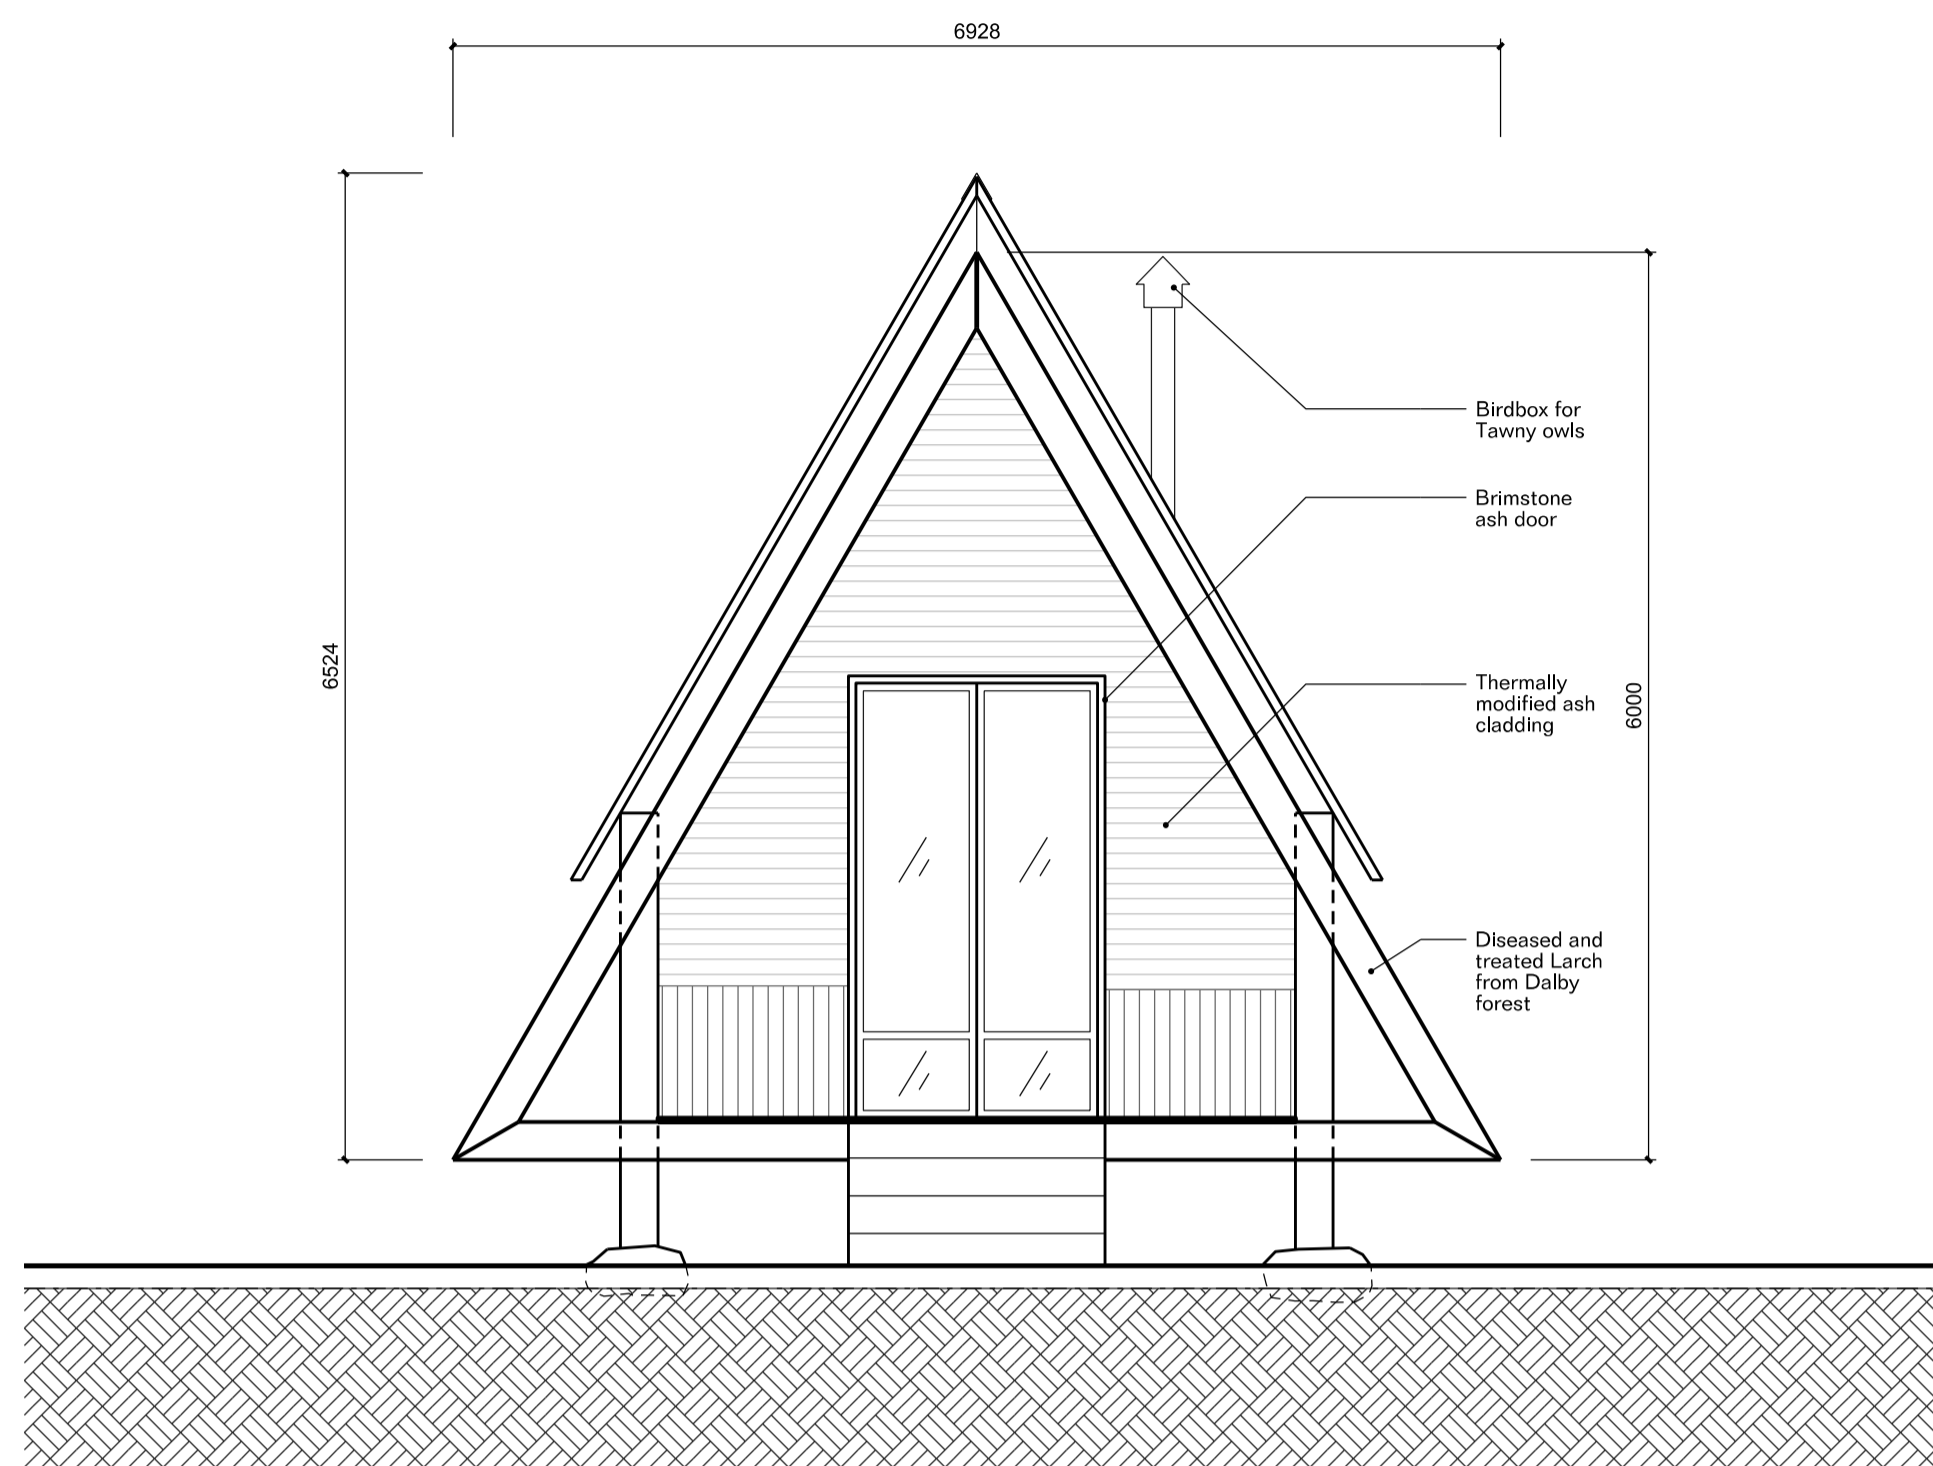 6928
Birdbox for
Tawny owls
Brimstone
ash door
6524
Thermally
modified ash
cladding
6000
Diseased and
treated Larch
from Dalby
forest